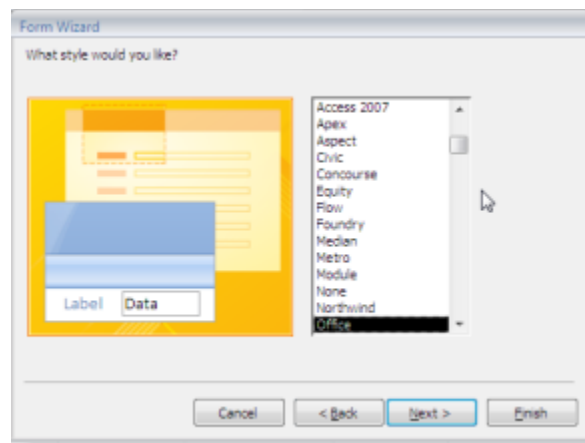 Form Wizard
What style would you like?
Label Data
Access 2007
Apex
Aspect
Civic
Concourse
Equity
Flow
Foundry
Median
Metro
Module
None
Northwind
Office
Cancel
< Back
Next >
Finish